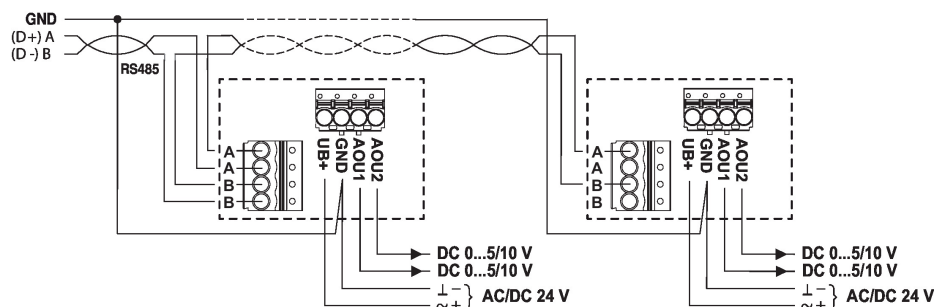 GND
(D+) A
(D-) B
RS485
A
A
B
B
UB+
GND
AOU1
AOU2
DC 0...5/10 V
DC 0...5/10 V
⊥ −
≂ +
} AC/DC 24 V
A
A
B
B
UB+
GND
AOU1
AOU2
DC 0...5/10 V
DC 0...5/10 V
⊥ −
≂ +
} AC/DC 24 V